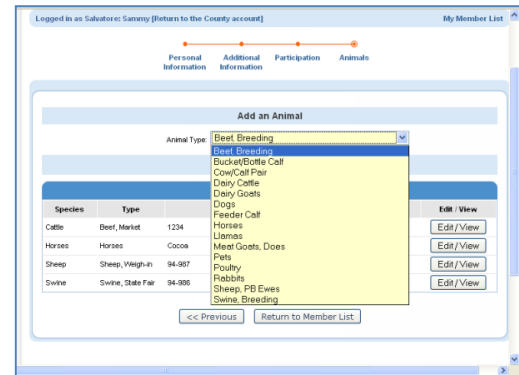 Logged in as Salvatore: Sammy [Return to the County account] My Member List
Personal Information Additional Information Participation Animals
Add an Animal
Animal Type: Beef, Breeding
Beef, Breeding
Bucket/Bottle Calf
Cow/Calf Pair
Dairy Cattle
Dairy Goats
Dogs
Feeder Calf
Horses
Llamas
Meat Goats, Does
Pets
Poultry
Rabbits
Sheep, PB Ewes
Swine, Breeding
Species Type Edit / View
Cattle Beef, Market 1234 Edit / View
Horses Horses Cocoa Edit / View
Sheep Sheep, Weigh-in 94-987 Edit / View
Swine Swine, State Fair 94-986 Edit / View
<< Previous Return to Member List